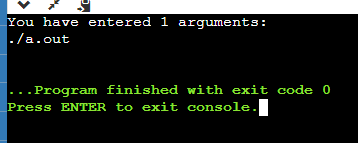 You have entered 1 arguments:
./a.out
...Program finished with exit code 0
Press ENTER to exit console.